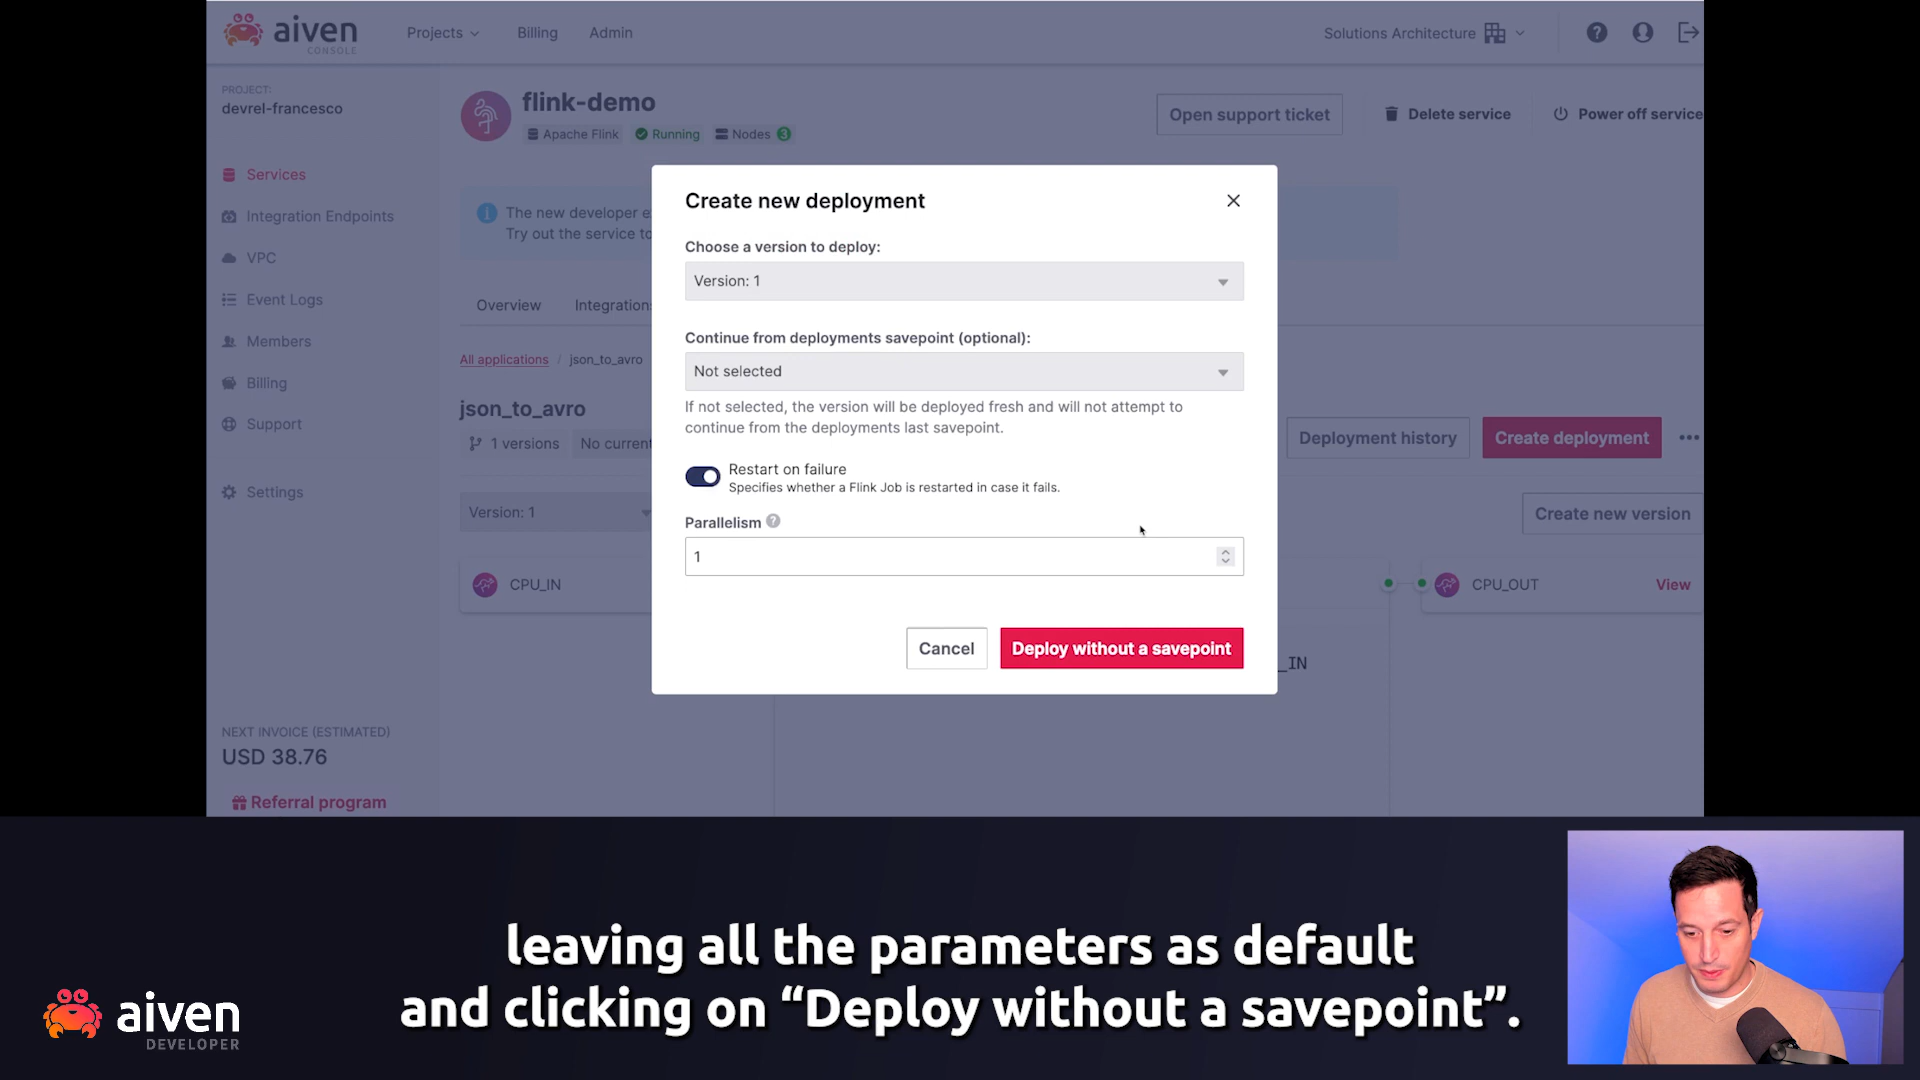 aiven
CONSOLE
Projects
Billing
Admin
Solutions Architecture
PROJECT:
devrel-francesco
flink-demo
Apache Flink
Running
Nodes 3
Open support ticket
Delete service
Power off service
Services
Integration Endpoints
VPC
Event Logs
Members
Billing
Support
Settings
The new developer e
Try out the service to
Overview
Integrations
All applications / json_to_avro
json_to_avro
1 versions
No current
Deployment history
Create deployment
Version: 1
Create new version
CPU_IN
CPU_OUT
View
_IN
Create new deployment
Choose a version to deploy:
Version: 1
Continue from deployments savepoint (optional):
Not selected
If not selected, the version will be deployed fresh and will not attempt to
continue from the deployments last savepoint.
Restart on failure
Specifies whether a Flink Job is restarted in case it fails.
Parallelism ?
1
Cancel
Deploy without a savepoint
NEXT INVOICE (ESTIMATED)
USD 38.76
Referral program
leaving all the parameters as default
and clicking on “Deploy without a savepoint”.
aiven
DEVELOPER